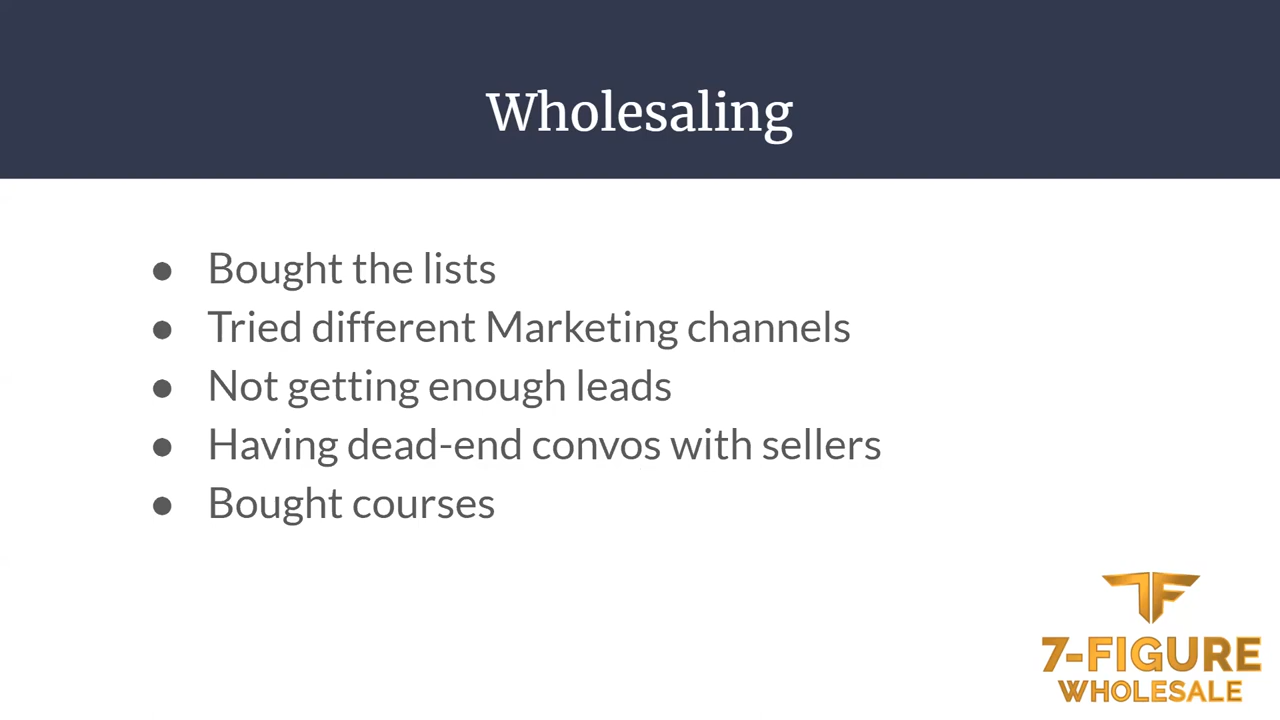 Wholesaling
● Bought the lists
● Tried different Marketing channels
● Not getting enough leads
● Having dead-end convos with sellers
● Bought courses
TF
7-FIGURE
WHOLESALE